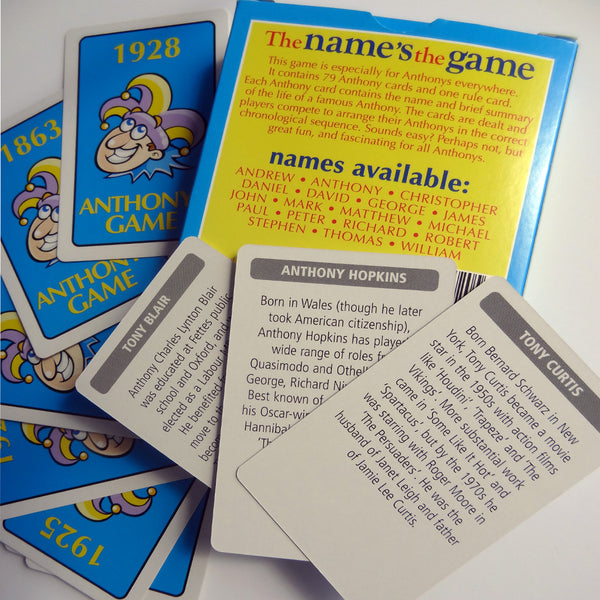 1928
ANTHONY
GAME
1863
ANTHONY
GAME
1925
The name's the game
This game is especially for Anthonys everywhere.
It contains 79 Anthony cards and one rule card.
Each Anthony card contains the name and brief summary
of the life of a famous Anthony. The cards are dealt and
players compete to arrange their Anthonys in the correct
chronological sequence. Sounds easy? Perhaps not, but
great fun, and fascinating for all Anthonys.
names available:
ANDREW • ANTHONY • CHRISTOPHER
DANIEL • DAVID • GEORGE • JAMES
JOHN • MARK • MATTHEW • MICHAEL
PAUL • PETER • RICHARD • ROBERT
STEPHEN • THOMAS • WILLIAM
TONY BLAIR
Anthony Charles Lynton Blair
was educated at Fettes public
school and Oxford, and
elected as a Labour
He benefited
move to th
beco
ANTHONY HOPKINS
Born in Wales (though he later
took American citizenship),
Anthony Hopkins has played
wide range of roles fr
Quasimodo and Othel
George, Richard Ni
Best known of
his Oscar-win
Hannibal
'Th
TONY CURTIS
Born Bernard Schwarz in New
York, Tony Curtis became a movie
star in the 1950s with action films
like 'Houdini', 'Trapeze' and 'The
Vikings'. More substantial work
came in 'Some Like It Hot' and
'Spartacus', but by the 1970s he
was starring with Roger Moore in
'The Persuaders'. He was the
husband of Janet Leigh and father
of Jamie Lee Curtis.